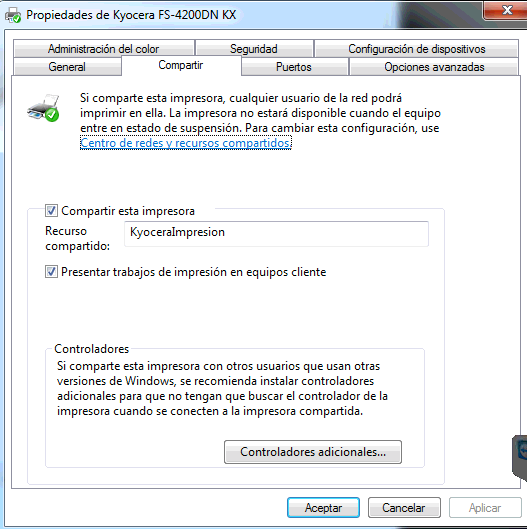 Propiedades de Kyocera FS-4200DN KX
Administración del color Seguridad Configuración de dispositivos
General Compartir Puertos Opciones avanzadas
Si comparte esta impresora, cualquier usuario de la red podrá
imprimir en ella. La impresora no estará disponible cuando el equipo
entre en estado de suspensión. Para cambiar esta configuración, use
Centro de redes y recursos compartidos.
Compartir esta impresora
Recurso
compartido:
KyoceraImpresion
Presentar trabajos de impresión en equipos cliente
Controladores
Si comparte esta impresora con otros usuarios que usan otras
versiones de Windows, se recomienda instalar controladores
adicionales para que no tengan que buscar el controlador de la
impresora cuando se conecten a la impresora compartida.
Controladores adicionales...
Aceptar Cancelar Aplicar